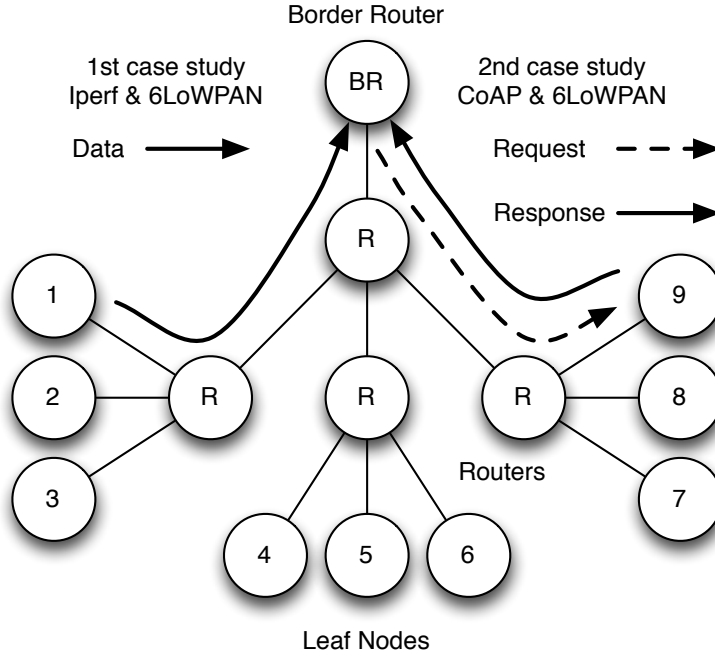 Border Router
1st case study
Iperf & 6LoWPAN
BR
2nd case study
CoAP & 6LoWPAN
Data
Request
Response
R
1
9
2
R
R
R
8
3
Routers
7
4
5
6
Leaf Nodes